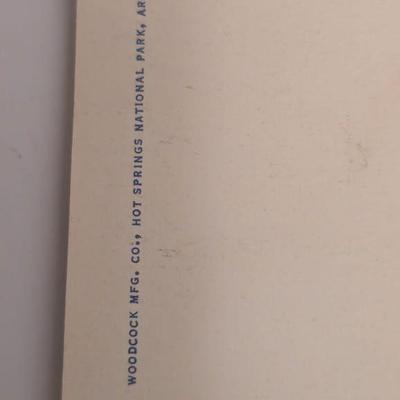 WOODCOCK MFG. CO., HOT SPRINGS NATIONAL PARK, AR